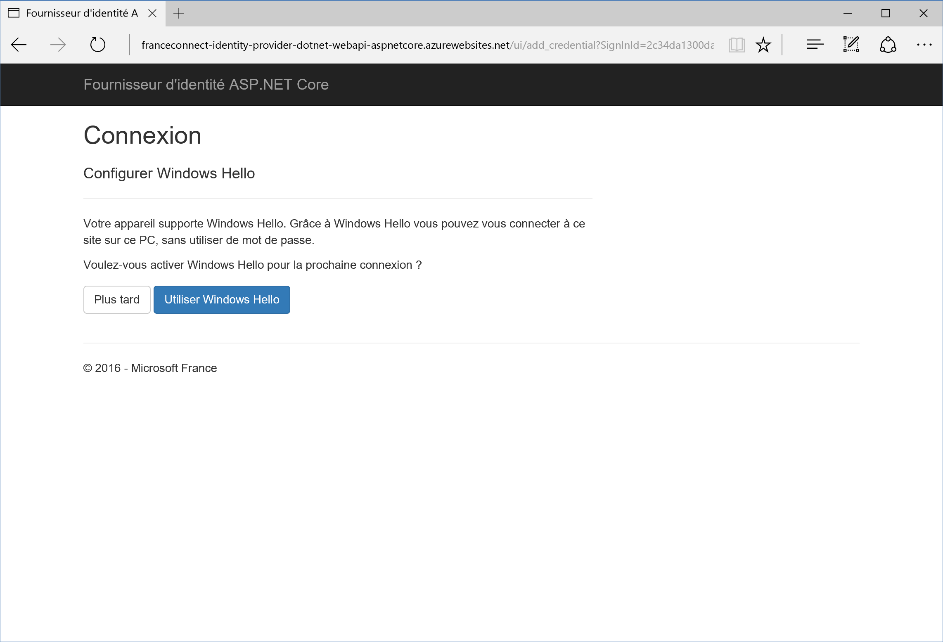 Fournisseur d'identité A
franceconnect-identity-provider-dotnet-webapi-aspnetcore.azurewebsites.net/ui/add_credential?SignInId=2c34da1300da
Fournisseur d'identité ASP.NET Core
Connexion
Configurer Windows Hello
Votre appareil supporte Windows Hello. Grâce à Windows Hello vous pouvez vous connecter à ce
site sur ce PC, sans utiliser de mot de passe.
Voulez-vous activer Windows Hello pour la prochaine connexion ?
Plus tard Utiliser Windows Hello
© 2016 - Microsoft France